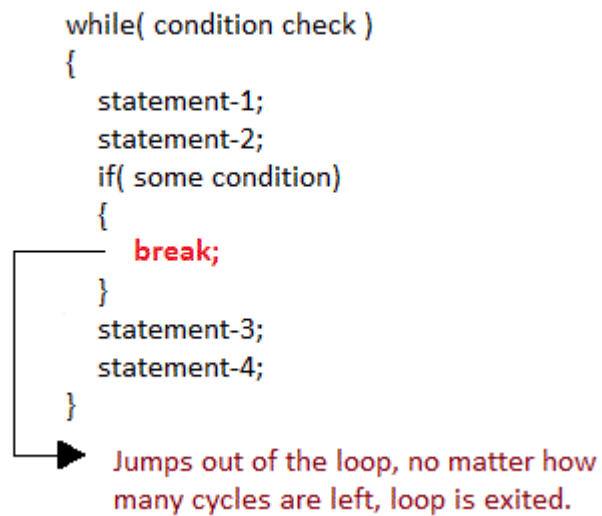 while( condition check )
{
statement-1;
statement-2;
if( some condition)
{
break;
}
statement-3;
statement-4;
}
Jumps out of the loop, no matter how
many cycles are left, loop is exited.